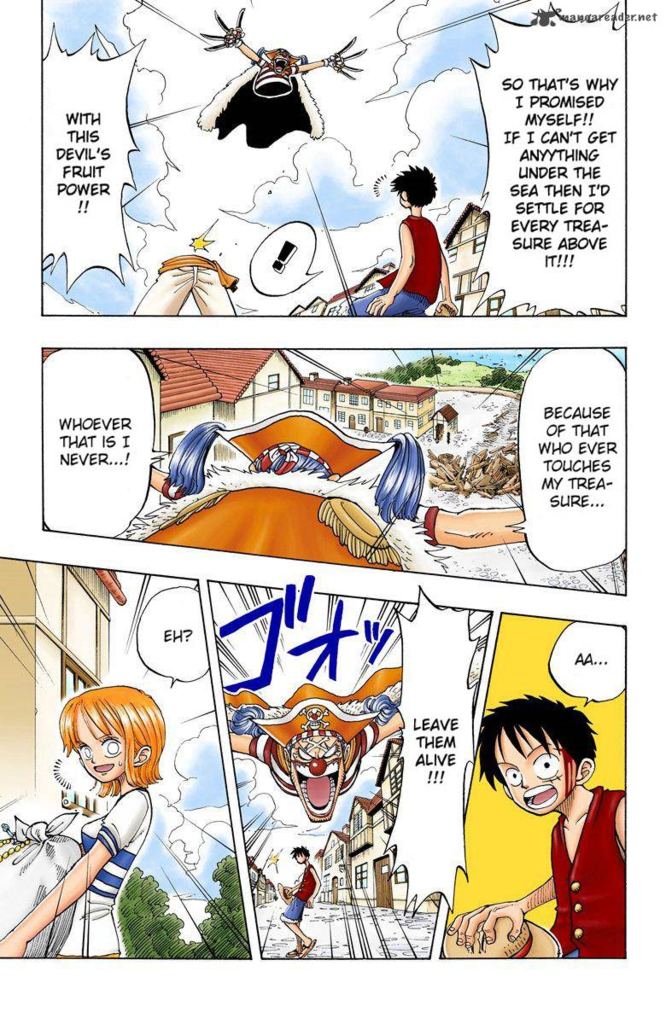 mangareader.net
SO THAT'S WHY
I PROMISED
MYSELF!!
IF I CAN'T GET
ANYYTHING
UNDER THE
SEA THEN I'D
SETTLE FOR
EVERY TREA-
SURE ABOVE
IT!!!
WITH
THIS
DEVIL'S
FRUIT
POWER
!!
!
BECAUSE
OF THAT
WHO EVER
TOUCHES
MY TREA-
SURE...
WHOEVER
THAT IS I
NEVER...!
AA...
LEAVE
THEM
ALIVE
!!!
ゴオ
EH?